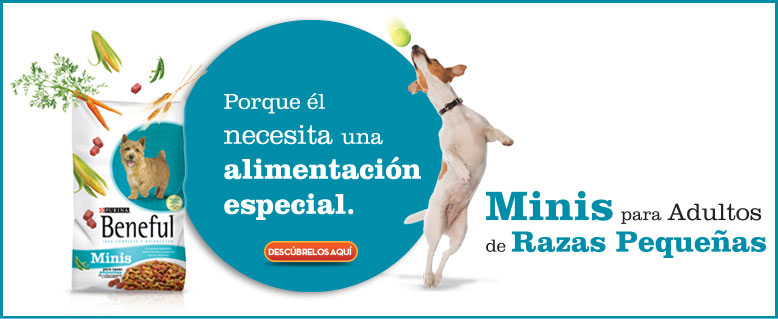 Porque él
necesita una
alimentación
especial.
DESCÚBRELOS AQUÍ
Minis para Adultos
de Razas Pequeñas
PURINA
Beneful
Minis